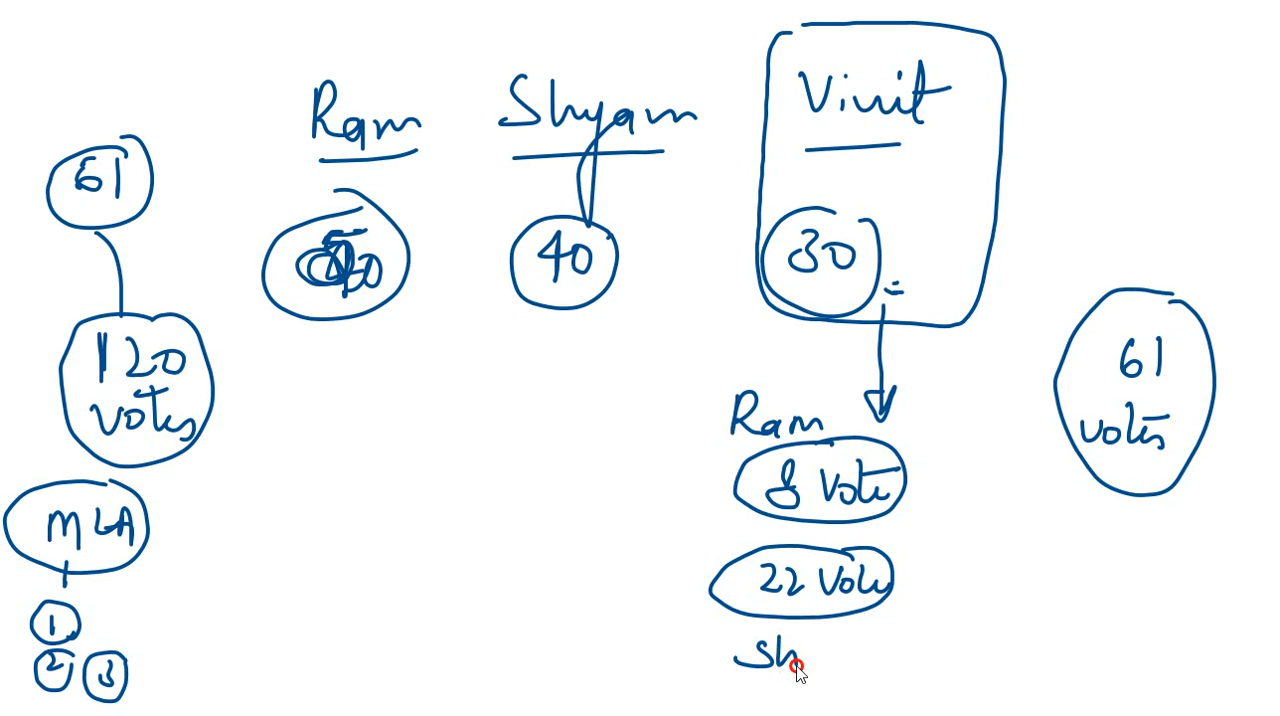 Ram Shyam Vinit
61
40 30
120
votes
61
votes
Ram
8 Vote
MLA
22 Vote
1
2 3
Sh